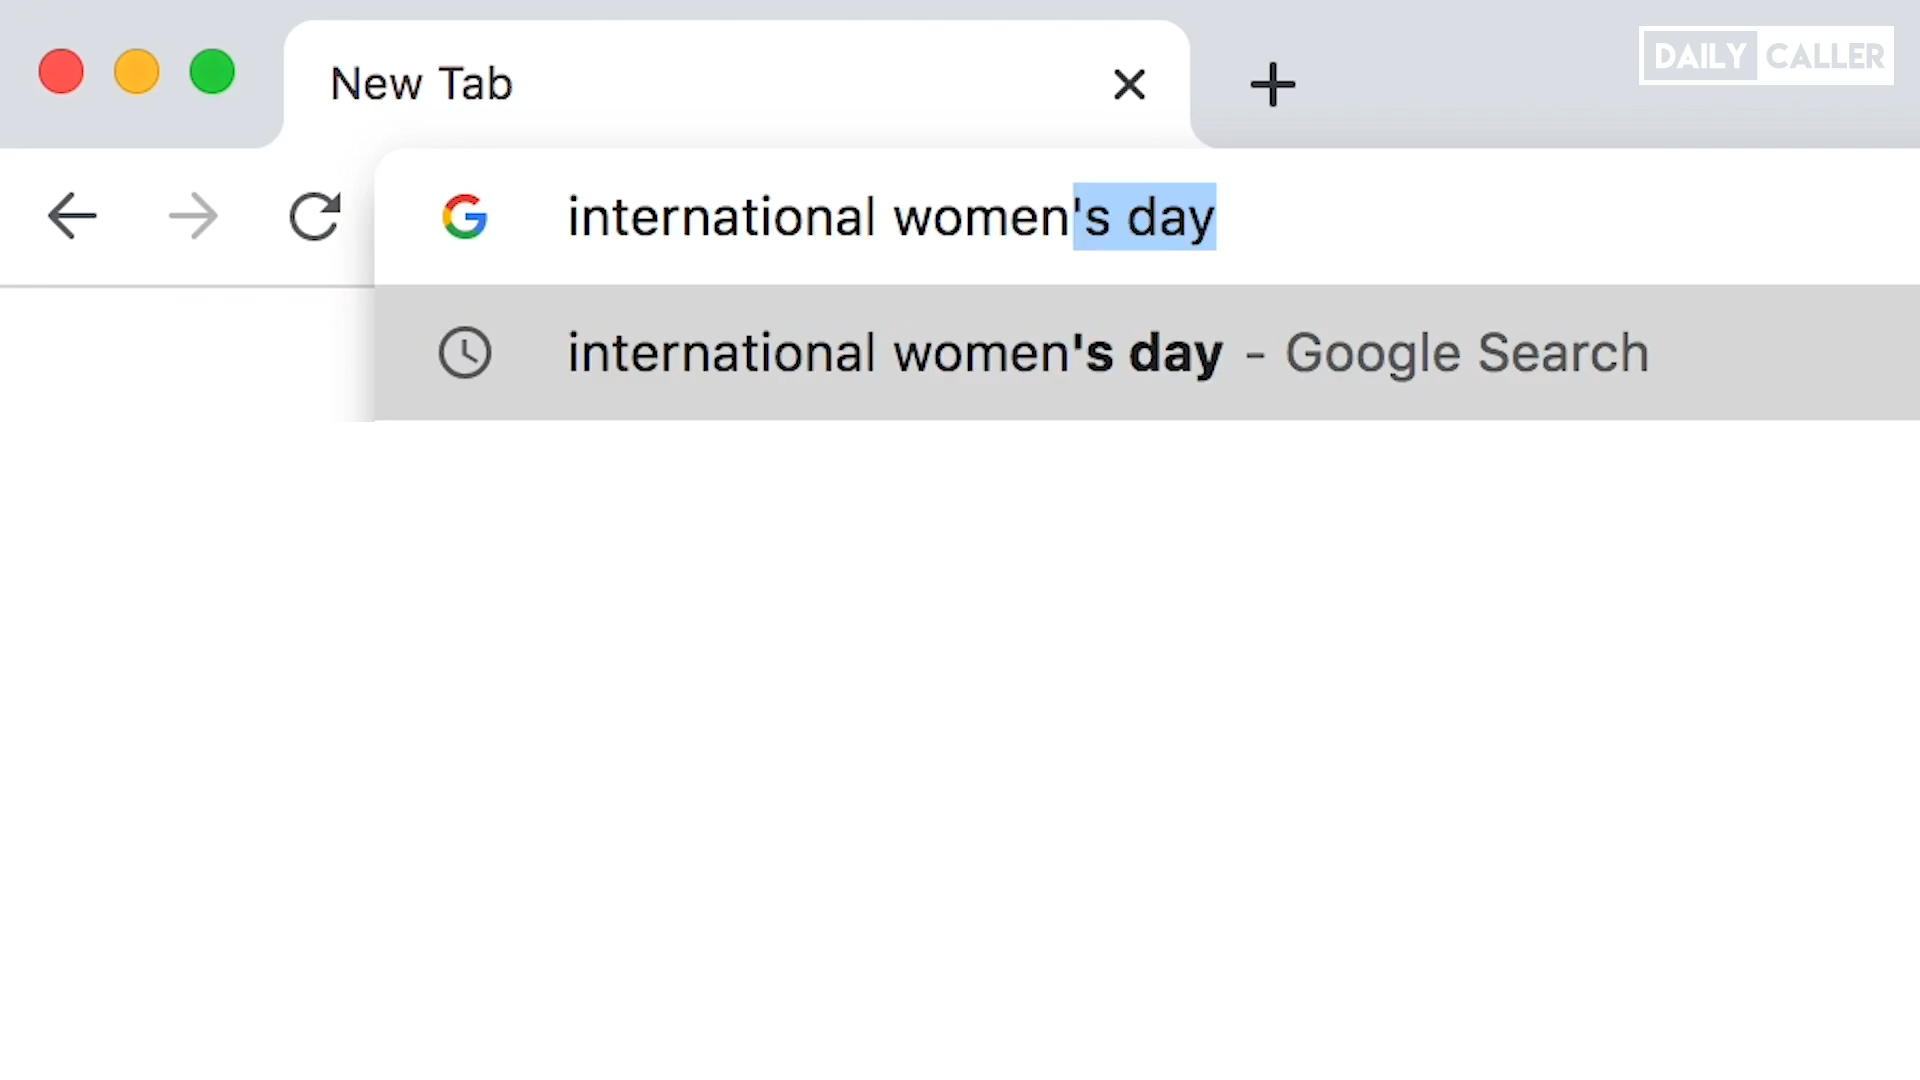 New Tab
DAILY CALLER
international women's day
international women's day - Google Search